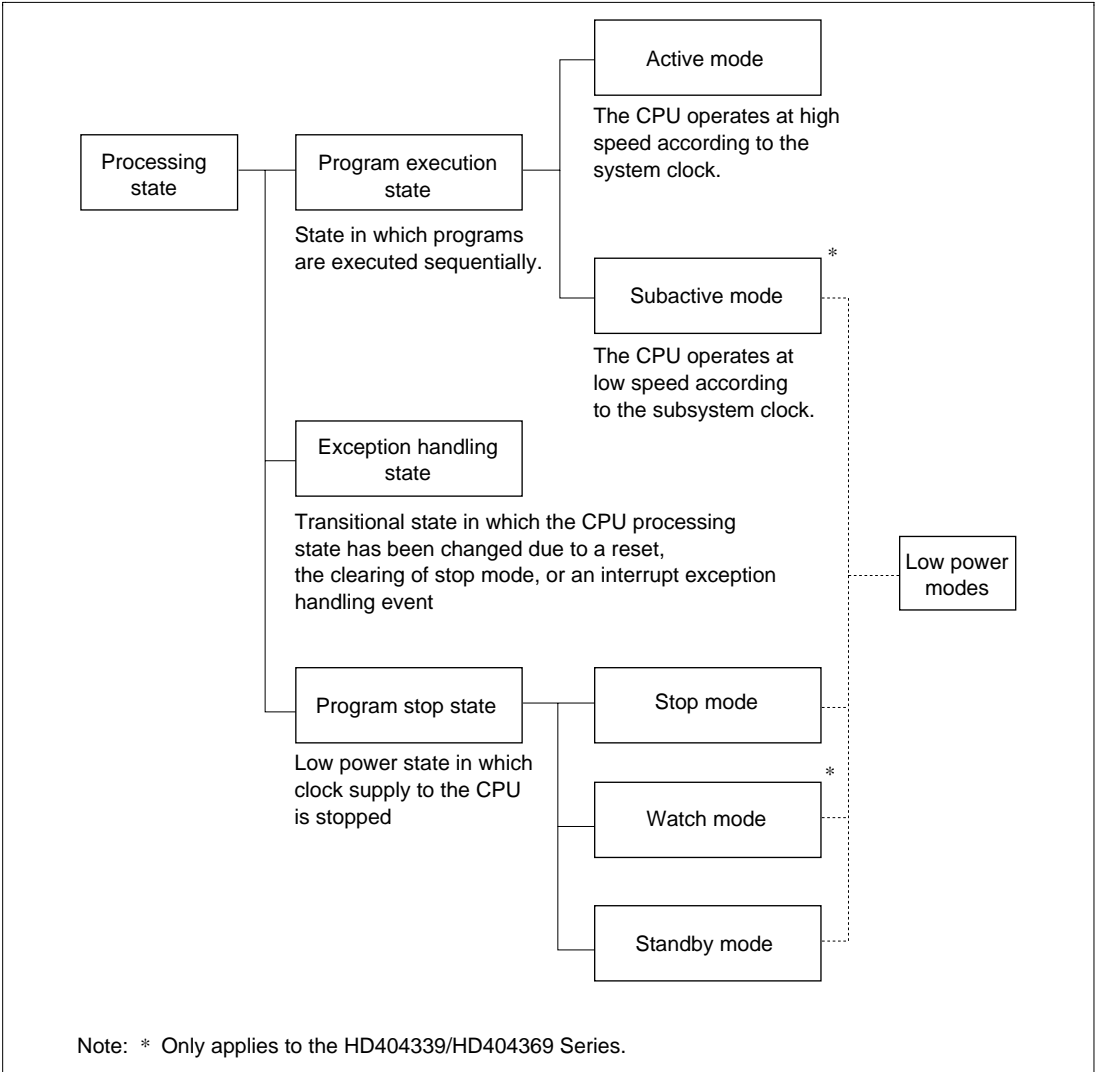 Active mode
The CPU operates at high
speed according to the
system clock.
Processing
state
Program execution
state
State in which programs
are executed sequentially.
*
Subactive mode
The CPU operates at
low speed according
to the subsystem clock.
Exception handling
state
Transitional state in which the CPU processing
state has been changed due to a reset,
the clearing of stop mode, or an interrupt exception
handling event
Low power
modes
Program stop state
Low power state in which
clock supply to the CPU
is stopped
Stop mode
*
Watch mode
Standby mode
Note: * Only applies to the HD404339/HD404369 Series.